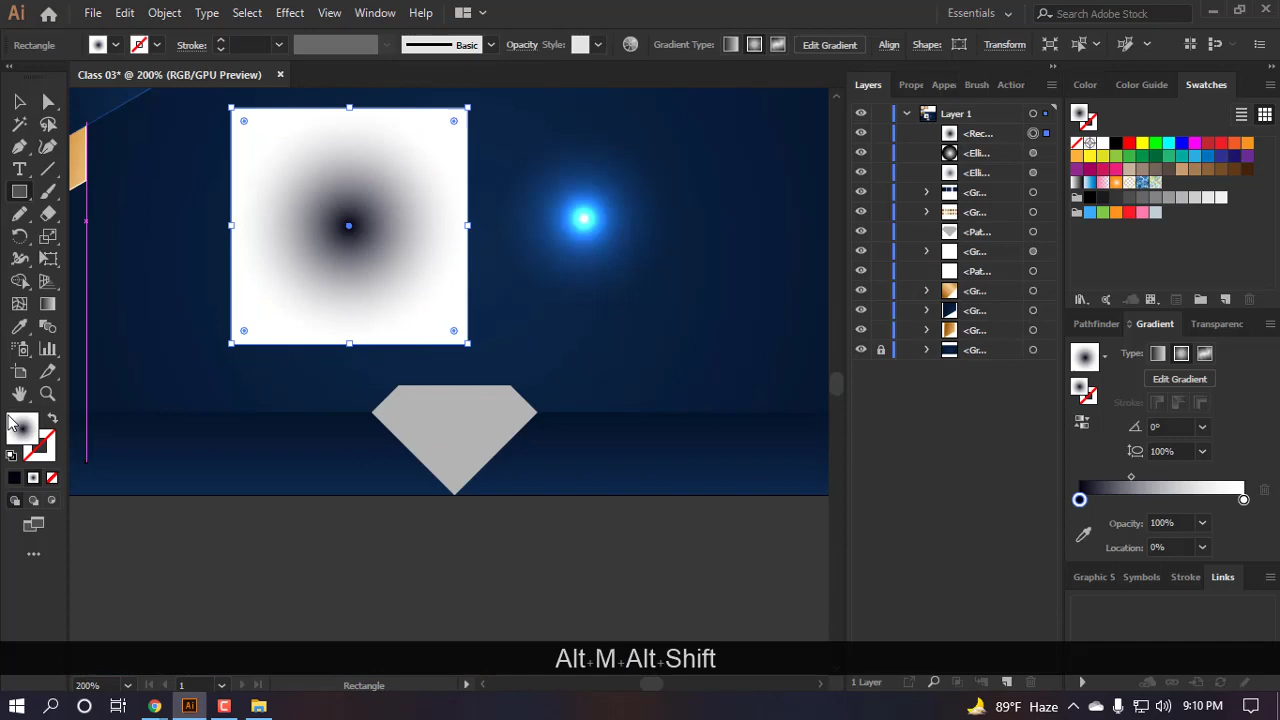 Ai File Edit Object Type Select Effect View Window Help Essentials Search Adobe Stock
Rectangle Stroke: Basic Opacity Style: Gradient Type: Edit Gradient Align Shape: Transform
Class 03* @ 200% (RGB/GPU Preview) × Layers Prope Appe Brush Action Color Color Guide Swatches
Layer 1
<Rec...
<Elli...
<Elli...
<Gr...
<Gr...
<Pat...
<Gr...
<Pat...
<Gr...
<Gr...
<Gr...
<Gr...
Pathfinder Gradient Transparenc
Type:
Edit Gradient
Stroke:
0°
100%
Opacity: 100%
Location: 0%
Graphic S Symbols Stroke Links
Alt+M+Alt+Shift
200% 1 Rectangle 1 Layer
Ai C 89°F Haze 9:10 PM